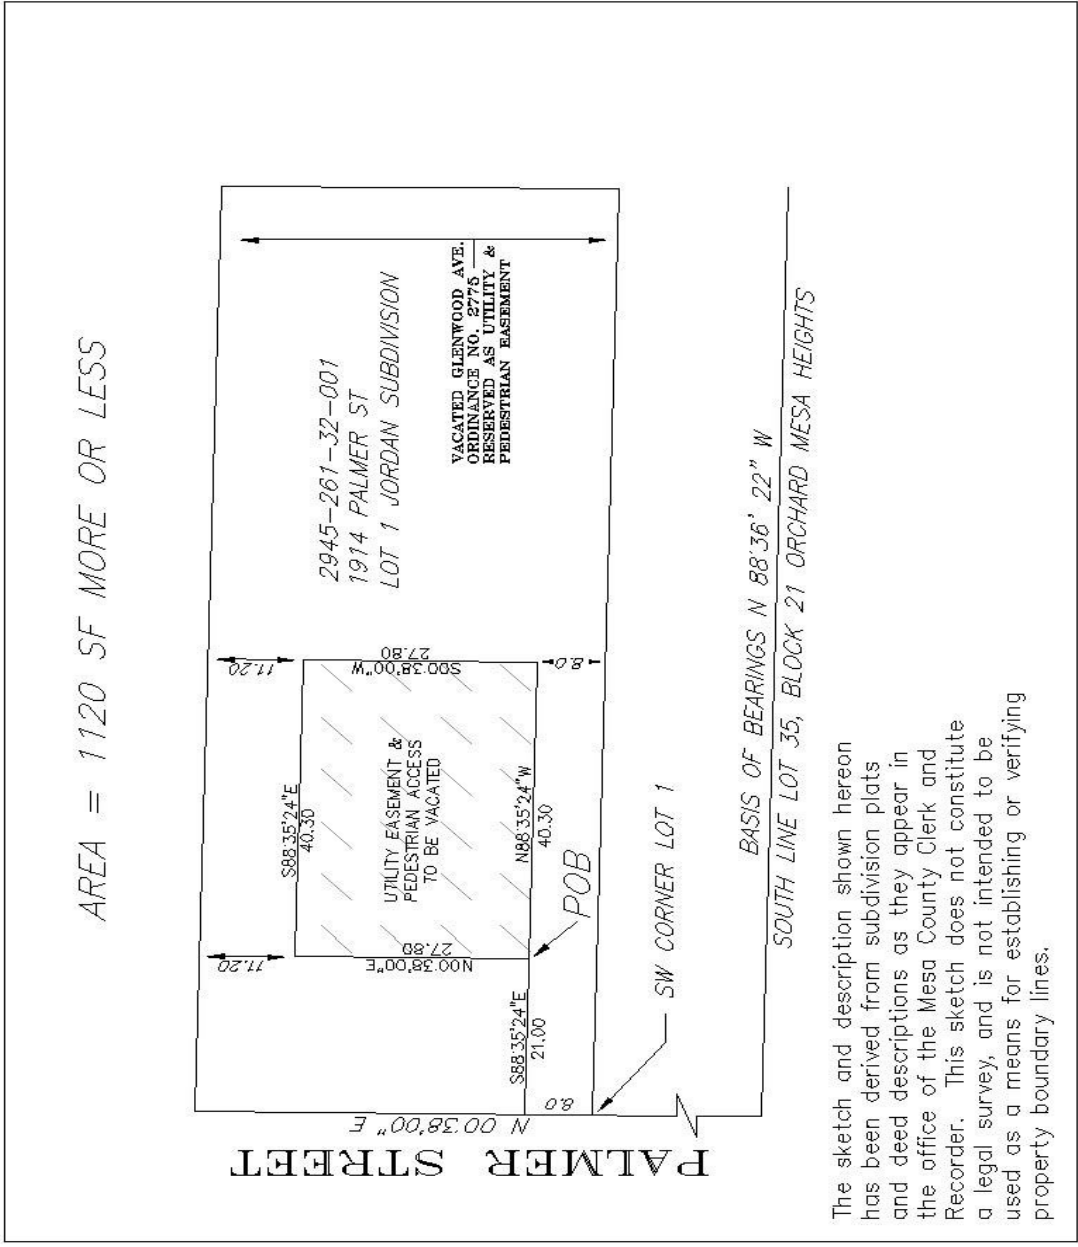 AREA = 1120 SF MORE OR LESS
2945-261-32-001
1914 PALMER ST
LOT 1 JORDAN SUBDIVISION
VACATED GLENWOOD AVE.
ORDINANCE NO. 2775
RESERVED AS UTILITY &
PEDESTRIAN EASEMENT
11.20
11.20
S88°35'24"E
40.30
S00°38'00"W
27.80
UTILITY EASEMENT &
PEDESTRIAN ACCESS
TO BE VACATED
N00°38'00"E
27.80
N88°35'24"W
40.30
8.0
POB
S88°35'24"E
21.00
8.0
N 00°38'00" E
PALMER STREET
SW CORNER LOT 1
BASIS OF BEARINGS N 88°36' 22" W
SOUTH LINE LOT 35, BLOCK 21 ORCHARD MESA HEIGHTS
The sketch and description shown hereon
has been derived from subdivision plats
and deed descriptions as they appear in
the office of the Mesa County Clerk and
Recorder. This sketch does not constitute
a legal survey, and is not intended to be
used as a means for establishing or verifying
property boundary lines.